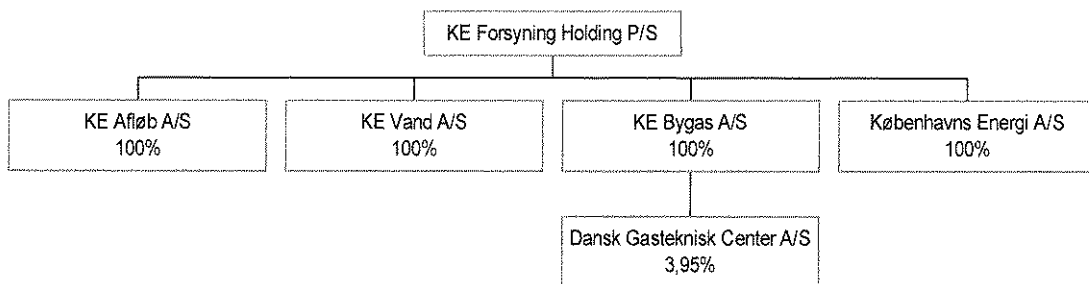 KE Forsyning Holding P/S
KE Afløb A/S
100%
KE Vand A/S
100%
KE Bygas A/S
100%
Københavns Energi A/S
100%
Dansk Gasteknisk Center A/S
3,95%